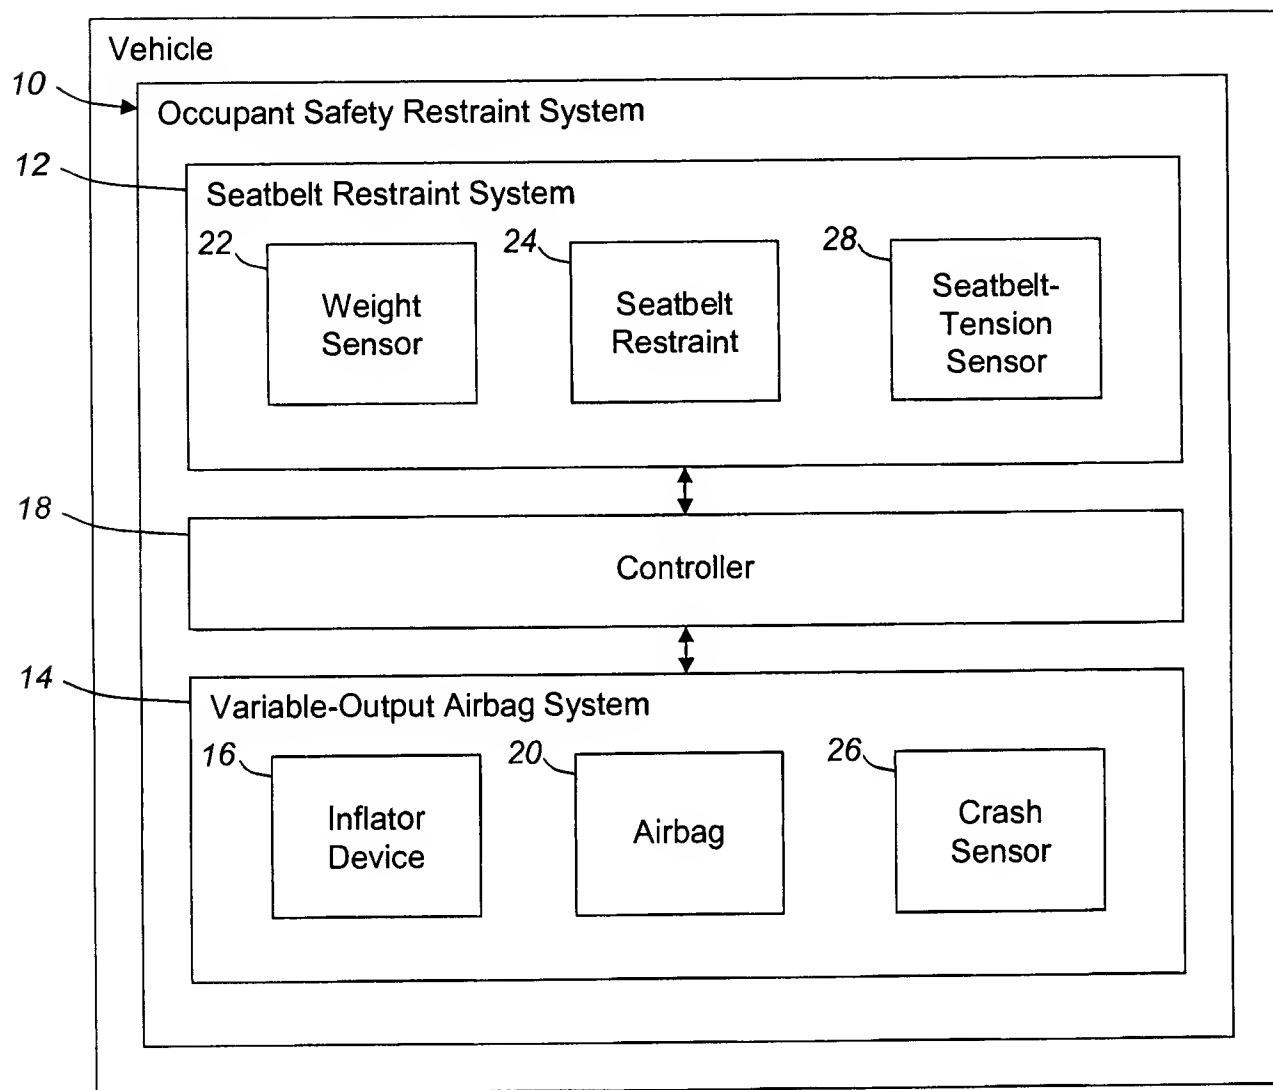 Vehicle
10
Occupant Safety Restraint System
12
Seatbelt Restraint System
22
Weight
Sensor
24
Seatbelt
Restraint
28
Seatbelt-
Tension
Sensor
18
Controller
14
Variable-Output Airbag System
16
Inflator
Device
20
Airbag
26
Crash
Sensor